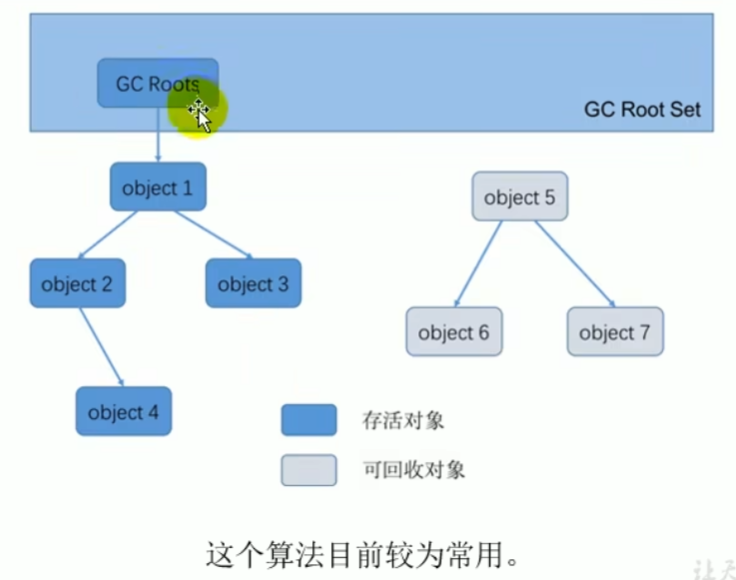 GC Roots
GC Root Set
object 1
object 5
object 2
object 3
object 6
object 7
object 4
存活对象
可回收对象
这个算法目前较为常用。
让天